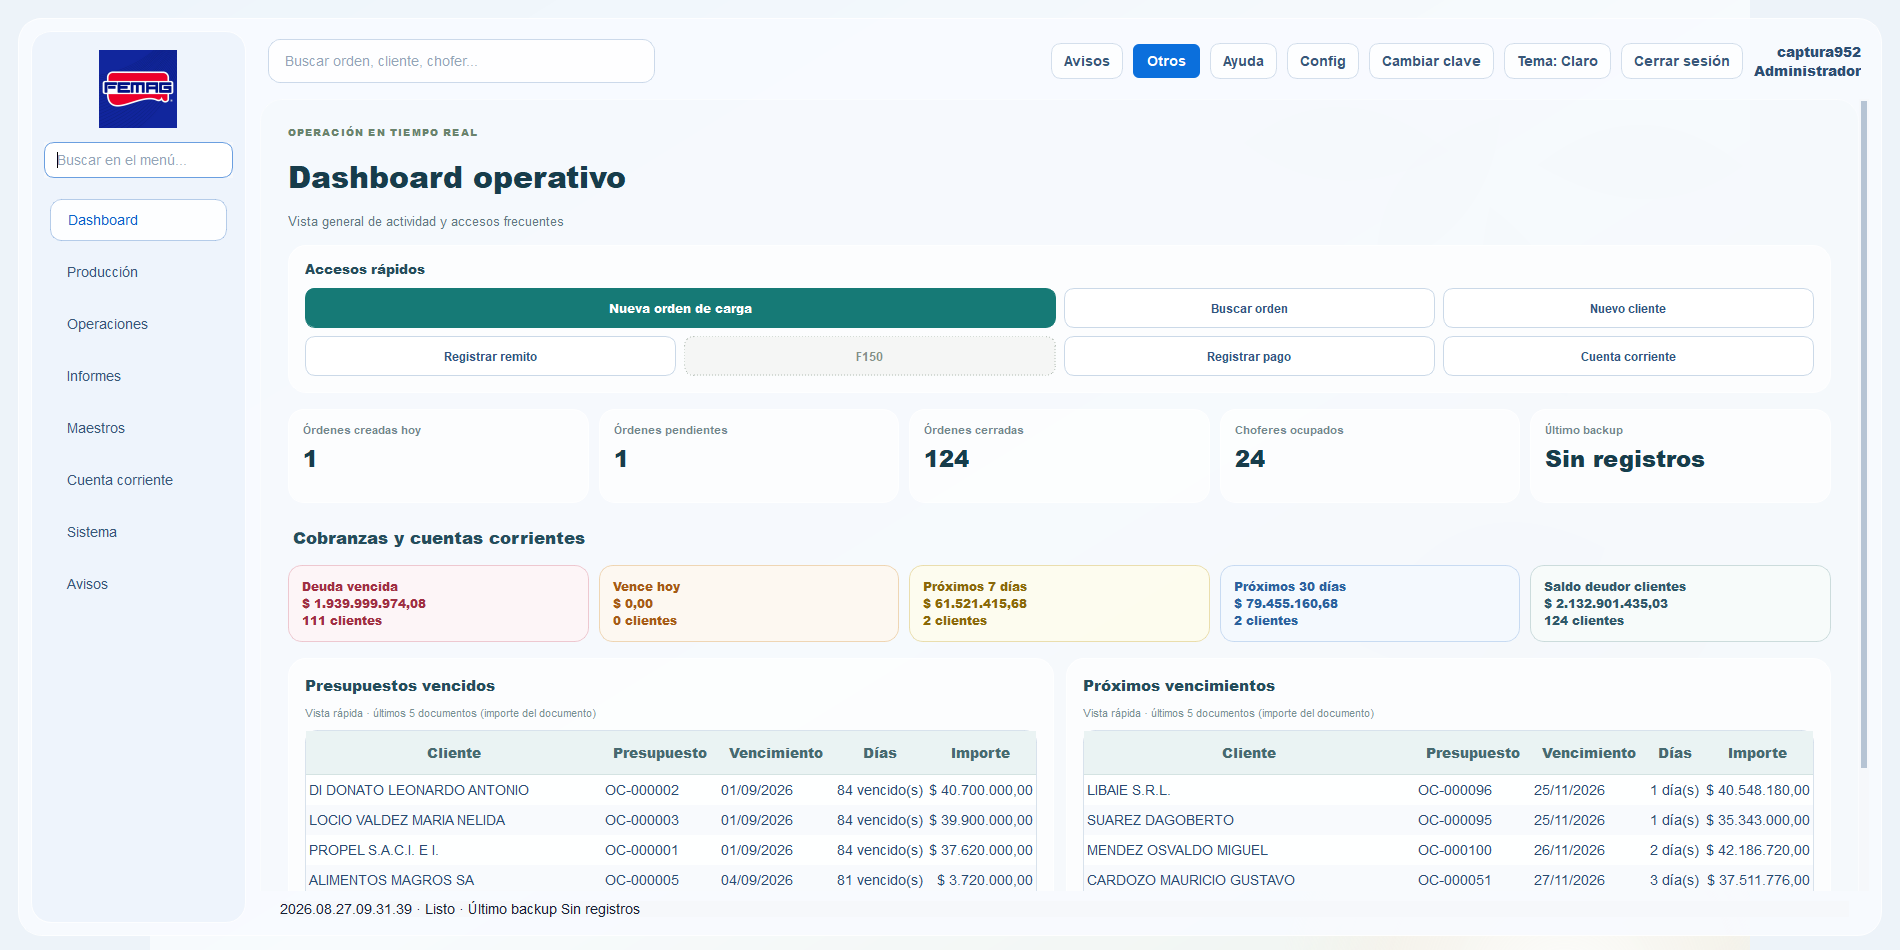 FEMAG
Buscar en el menú...
Dashboard
Producción
Operaciones
Informes
Maestros
Cuenta corriente
Sistema
Avisos
Buscar orden, cliente, chofer...
Avisos
Otros
Ayuda
Config
Cambiar clave
Tema: Claro
Cerrar sesión
captura952
Administrador
OPERACIÓN EN TIEMPO REAL
Dashboard operativo
Vista general de actividad y accesos frecuentes
Accesos rápidos
Nueva orden de carga
Buscar orden
Nuevo cliente
Registrar remito
F150
Registrar pago
Cuenta corriente
Órdenes creadas hoy
1
Órdenes pendientes
1
Órdenes cerradas
124
Choferes ocupados
24
Último backup
Sin registros
Cobranzas y cuentas corrientes
Deuda vencida
$ 1.939.999.974,08
111 clientes
Vence hoy
$ 0,00
0 clientes
Próximos 7 días
$ 61.521.415,68
2 clientes
Próximos 30 días
$ 79.455.160,68
2 clientes
Saldo deudor clientes
$ 2.132.901.435,03
124 clientes
Presupuestos vencidos
Vista rápida · últimos 5 documentos (importe del documento)
Cliente Presupuesto Vencimiento Días Importe
DI DONATO LEONARDO ANTONIO OC-000002 01/09/2026 84 vencido(s) $ 40.700.000,00
LOCIO VALDEZ MARIA NELIDA OC-000003 01/09/2026 84 vencido(s) $ 39.900.000,00
PROPEL S.A.C.I. E I. OC-000001 01/09/2026 84 vencido(s) $ 37.620.000,00
ALIMENTOS MAGROS SA OC-000005 04/09/2026 81 vencido(s) $ 3.720.000,00
Próximos vencimientos
Vista rápida · últimos 5 documentos (importe del documento)
Cliente Presupuesto Vencimiento Días Importe
LIBAIE S.R.L. OC-000096 25/11/2026 1 día(s) $ 40.548.180,00
SUAREZ DAGOBERTO OC-000095 25/11/2026 1 día(s) $ 35.343.000,00
MENDEZ OSVALDO MIGUEL OC-000100 26/11/2026 2 día(s) $ 42.186.720,00
CARDOZO MAURICIO GUSTAVO OC-000051 27/11/2026 3 día(s) $ 37.511.776,00
2026.08.27.09.31.39 · Listo · Último backup Sin registros